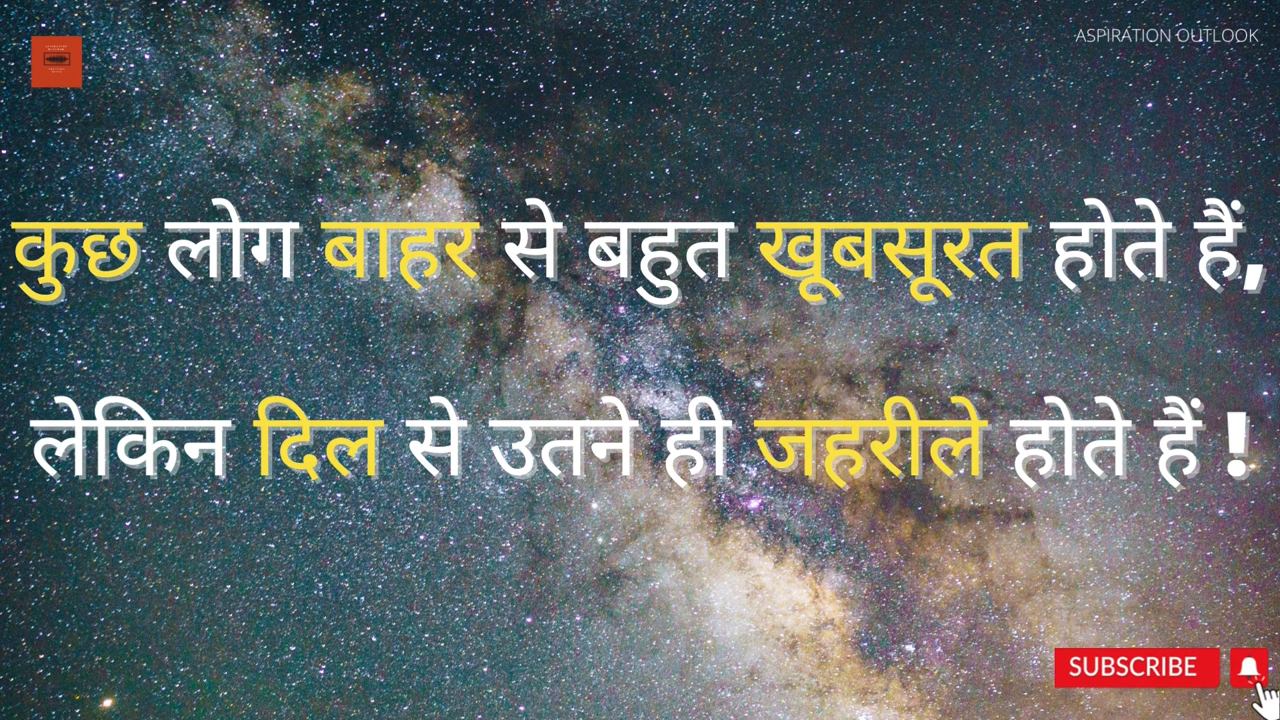 ASPIRATION OUTLOOK
कुछ लोग बाहर से बहुत खूबसूरत होते हैं,
लेकिन दिल से उतने ही जहरीले होते हैं !
SUBSCRIBE